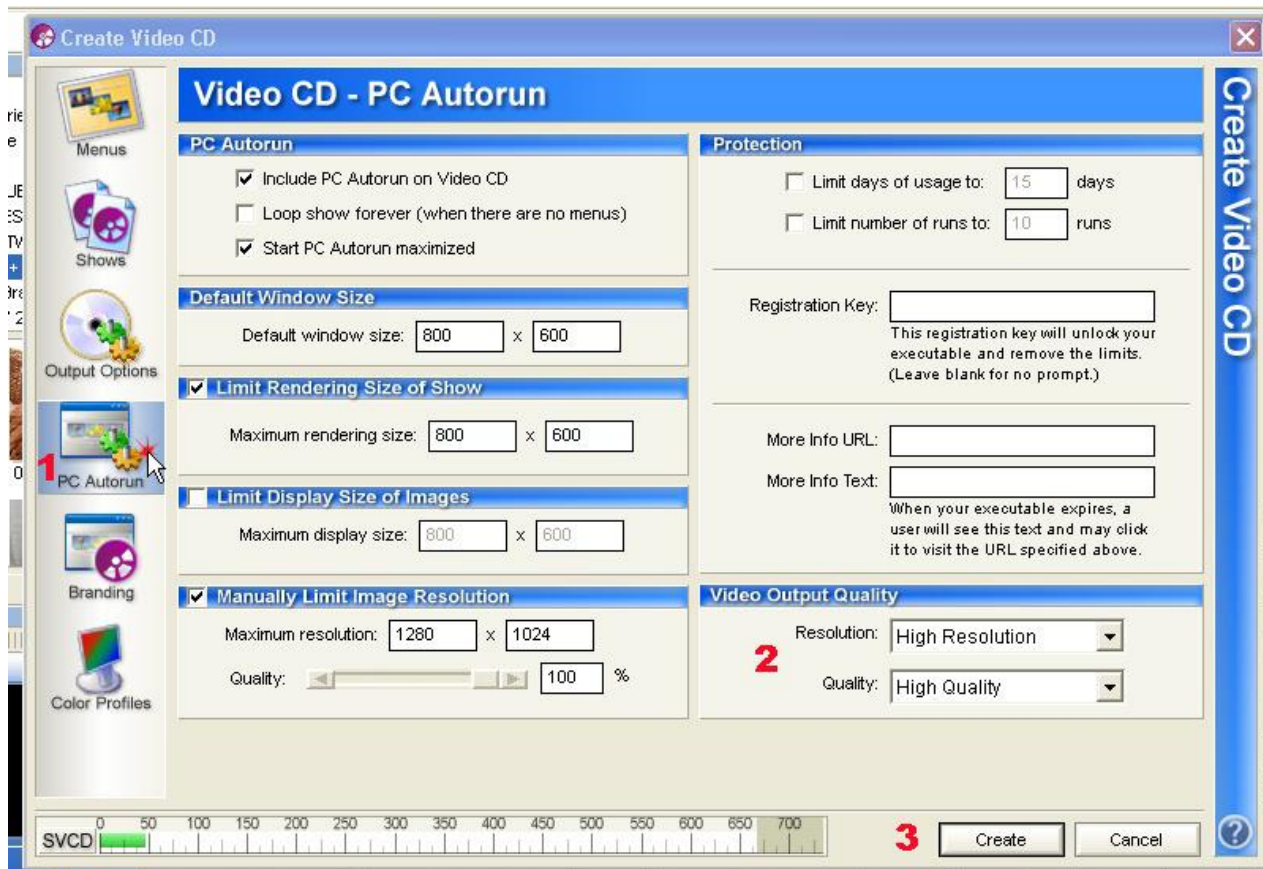 Create Video CD
Menus
Shows
Output Options
1
PC Autorun
Branding
Color Profiles
Video CD - PC Autorun
PC Autorun
Include PC Autorun on Video CD
Loop show forever (when there are no menus)
Start PC Autorun maximized
Default Window Size
Default window size: 800 x 600
Limit Rendering Size of Show
Maximum rendering size: 800 x 600
Limit Display Size of Images
Maximum display size: 800 x 600
Manually Limit Image Resolution
Maximum resolution: 1280 x 1024
Quality: 100 %
Protection
Limit days of usage to: 15 days
Limit number of runs to: 10 runs
Registration Key:
This registration key will unlock your
executable and remove the limits.
(Leave blank for no prompt.)
More Info URL:
More Info Text:
When your executable expires, a
user will see this text and may click
it to visit the URL specified above.
Video Output Quality
2
Resolution: High Resolution
Quality: High Quality
Create Video CD
SVCD
0 50 100 150 200 250 300 350 400 450 500 550 600 650 700
3
Create
Cancel
?